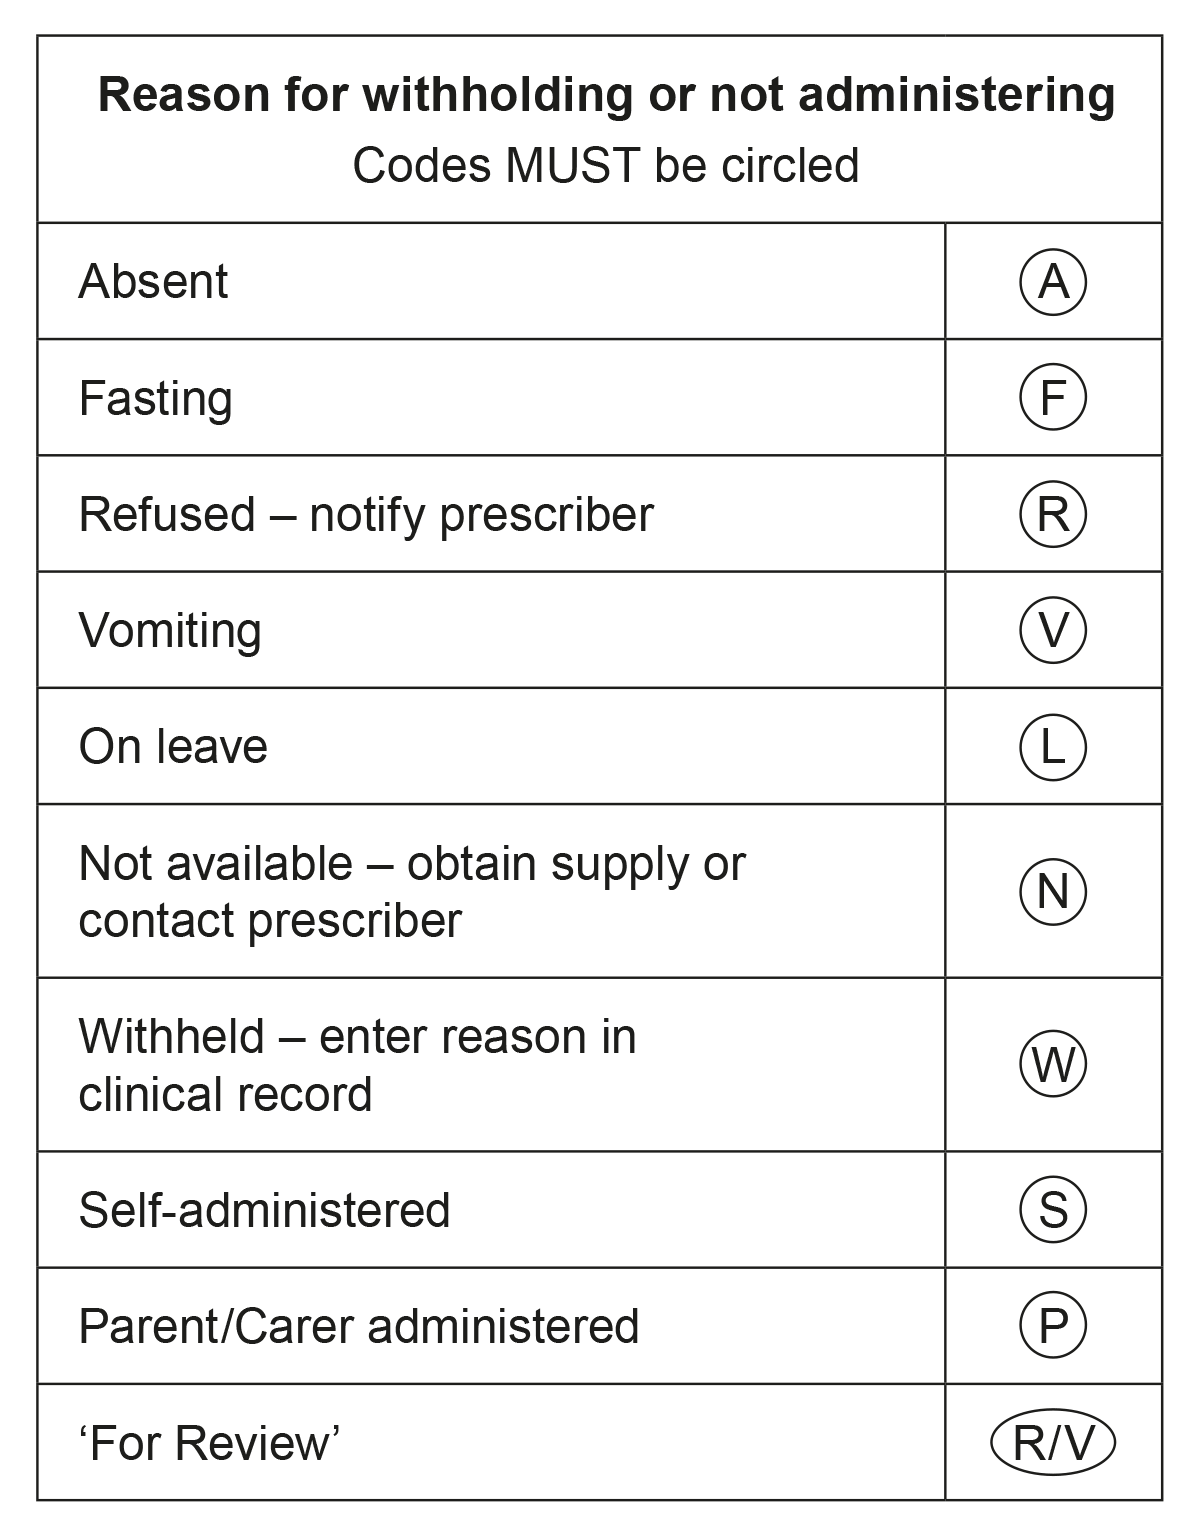 Reason for withholding or not administering
Codes MUST be circled
Absent A
Fasting F
Refused – notify prescriber R
Vomiting V
On leave L
Not available – obtain supply or
contact prescriber N
Withheld – enter reason in
clinical record W
Self-administered S
Parent/Carer administered P
‘For Review’ R/V